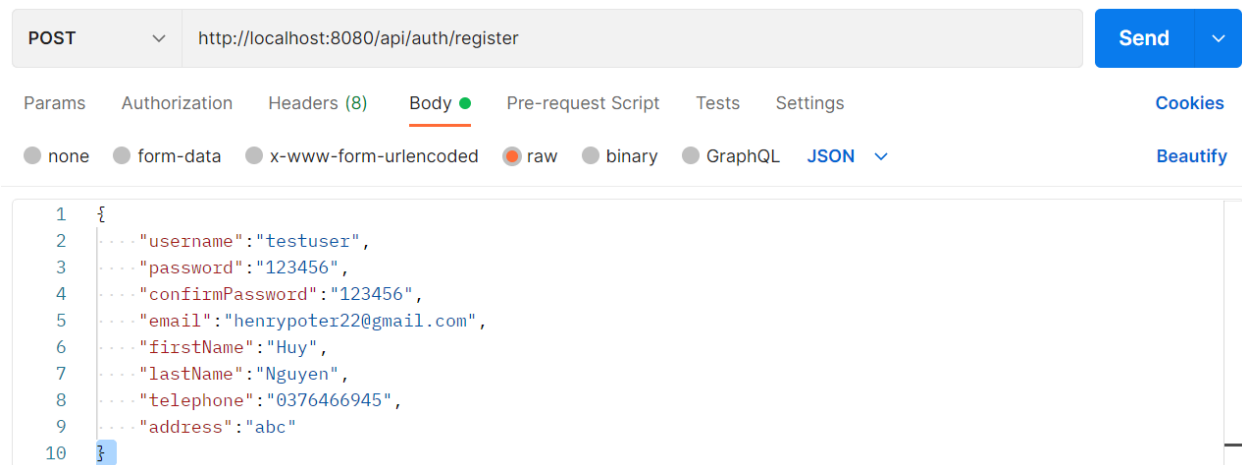 POST http://localhost:8080/api/auth/register Send
Params Authorization Headers (8) Body Pre-request Script Tests Settings Cookies
none form-data x-www-form-urlencoded raw binary GraphQL JSON Beautify
1 {
2 "username":"testuser",
3 "password":"123456",
4 "confirmPassword":"123456",
5 "email":"henrypoter22@gmail.com",
6 "firstName":"Huy",
7 "lastName":"Nguyen",
8 "telephone":"0376466945",
9 "address":"abc"
10 }